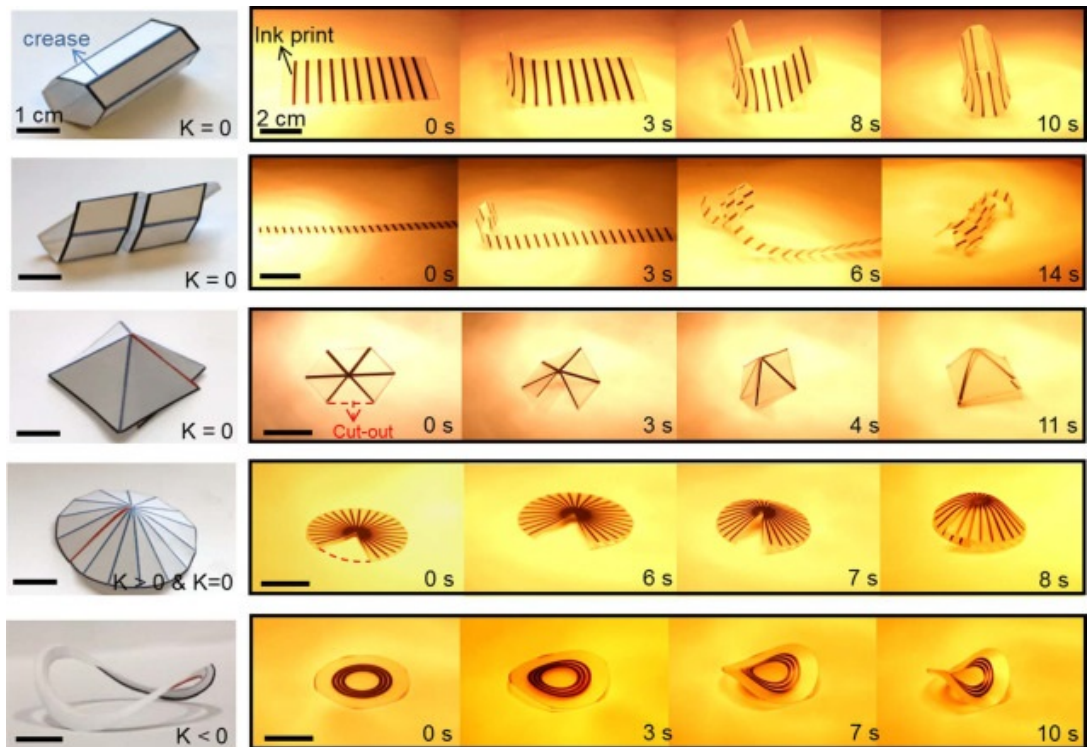 crease
1 cm
K = 0
Ink print
2 cm
0 s
3 s
8 s
10 s
K = 0
0 s
3 s
6 s
14 s
K = 0
Cut-out
0 s
3 s
4 s
11 s
K > 0 & K=0
0 s
6 s
7 s
8 s
K < 0
0 s
3 s
7 s
10 s